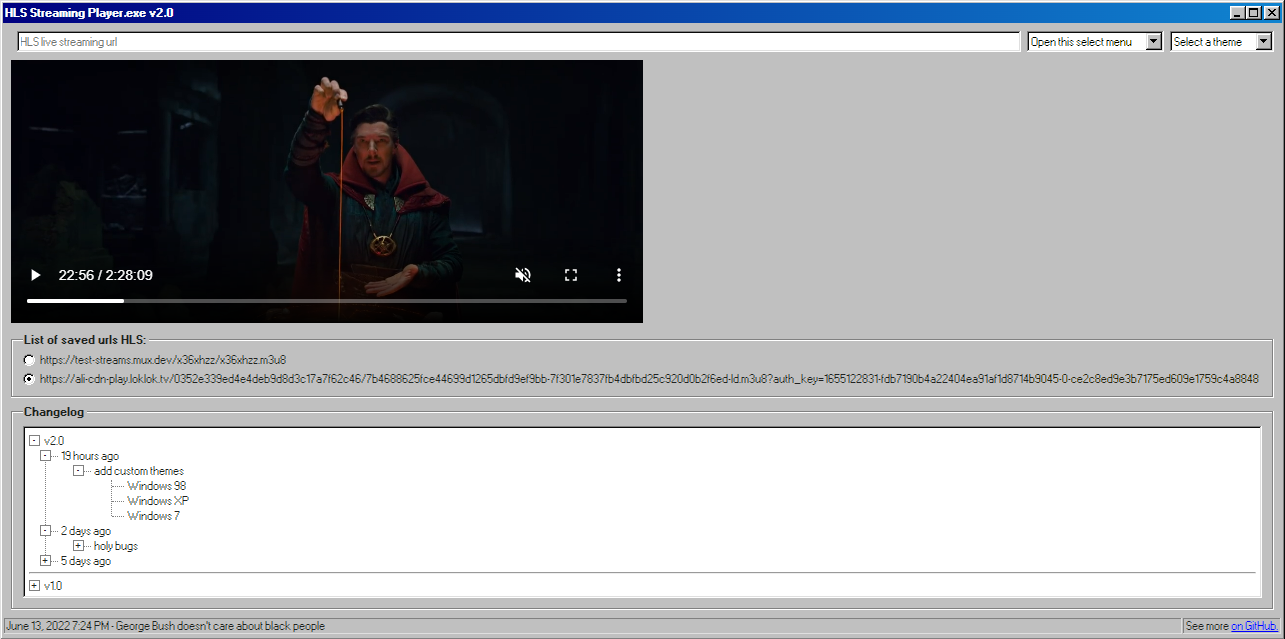 HLS Streaming Player.exe v2.0
HLS live streaming url
Open this select menu
Select a theme
22:56 / 2:28:09
List of saved urls HLS:
https://test-streams.mux.dev/x36xhzz/x36xhzz.m3u8
https://ali-cdn-play.loklok.tv/0352e339ed4e4deb9d8d3c17a7f62c46/7b4688625fce44699d1265dbfd9ef9bb-7f301e7837fb4dbfbd25c920d0b2f6ed-ld.m3u8?auth_key=1655122831-fdb7190b4a22404ea91af1d8714b9045-0-ce2c8ed9e3b7175ed609e1759c4a8848
Changelog
v2.0
19 hours ago
add custom themes
Windows 98
Windows XP
Windows 7
2 days ago
holy bugs
5 days ago
v1.0
June 13, 2022 7:24 PM - George Bush doesn't care about black people
See more on GitHub.